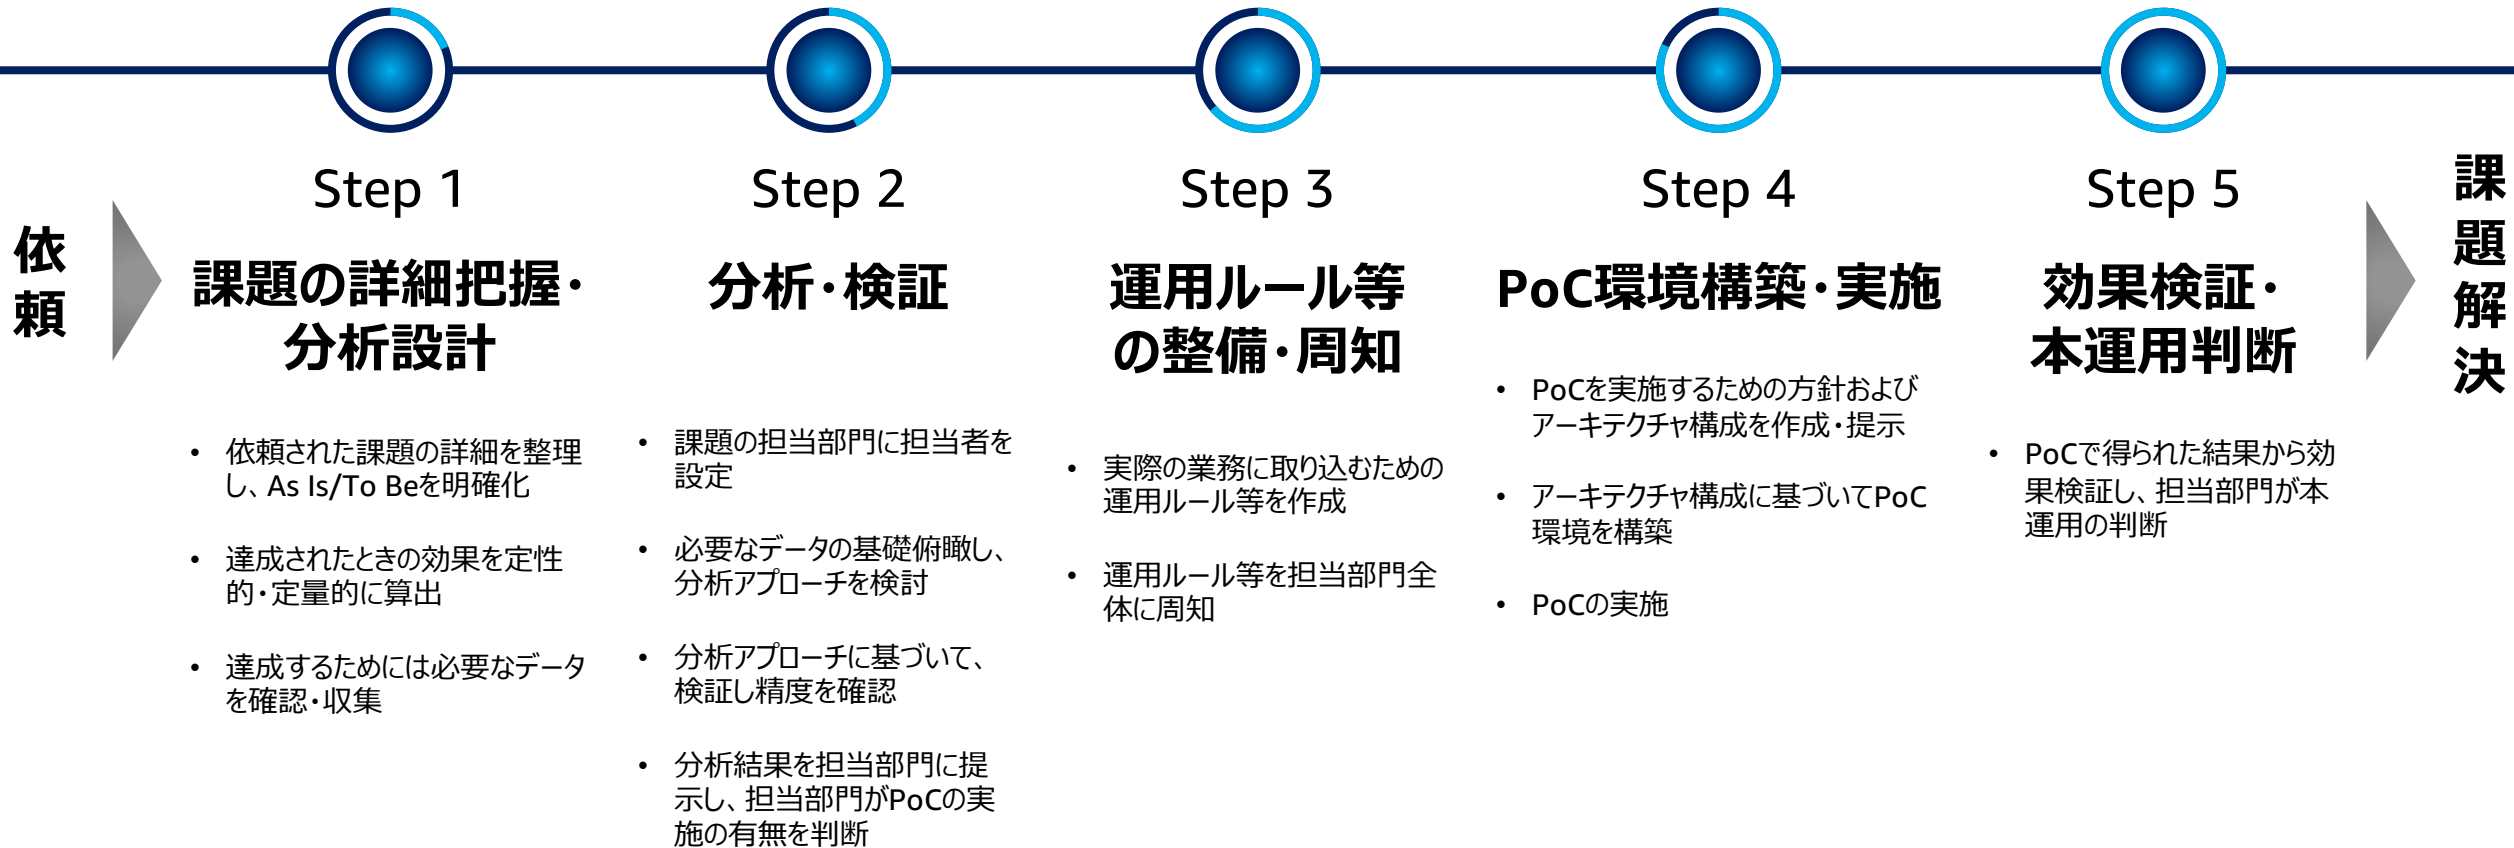 依
頼
Step 1
課題の詳細把握・
分析設計
• 依頼された課題の詳細を整理
し、As Is/To Beを明確化
• 達成されたときの効果を定性
的・定量的に算出
• 達成するためには必要なデータ
を確認・収集
Step 2
分析・検証
• 課題の担当部門に担当者を
設定
• 必要なデータの基礎俯瞰し、
分析アプローチを検討
• 分析アプローチに基づいて、
検証し精度を確認
• 分析結果を担当部門に提
示し、担当部門がPoCの実
施の有無を判断
Step 3
運用ルール等
の整備・周知
• 実際の業務に取り込むための
運用ルール等を作成
• 運用ルール等を担当部門全
体に周知
Step 4
PoC環境構築・実施
• PoCを実施するための方針および
アーキテクチャ構成を作成・提示
• アーキテクチャ構成に基づいてPoC
環境を構築
• PoCの実施
Step 5
効果検証・
本運用判断
• PoCで得られた結果から効
果検証し、担当部門が本
運用の判断
課
題
解
決